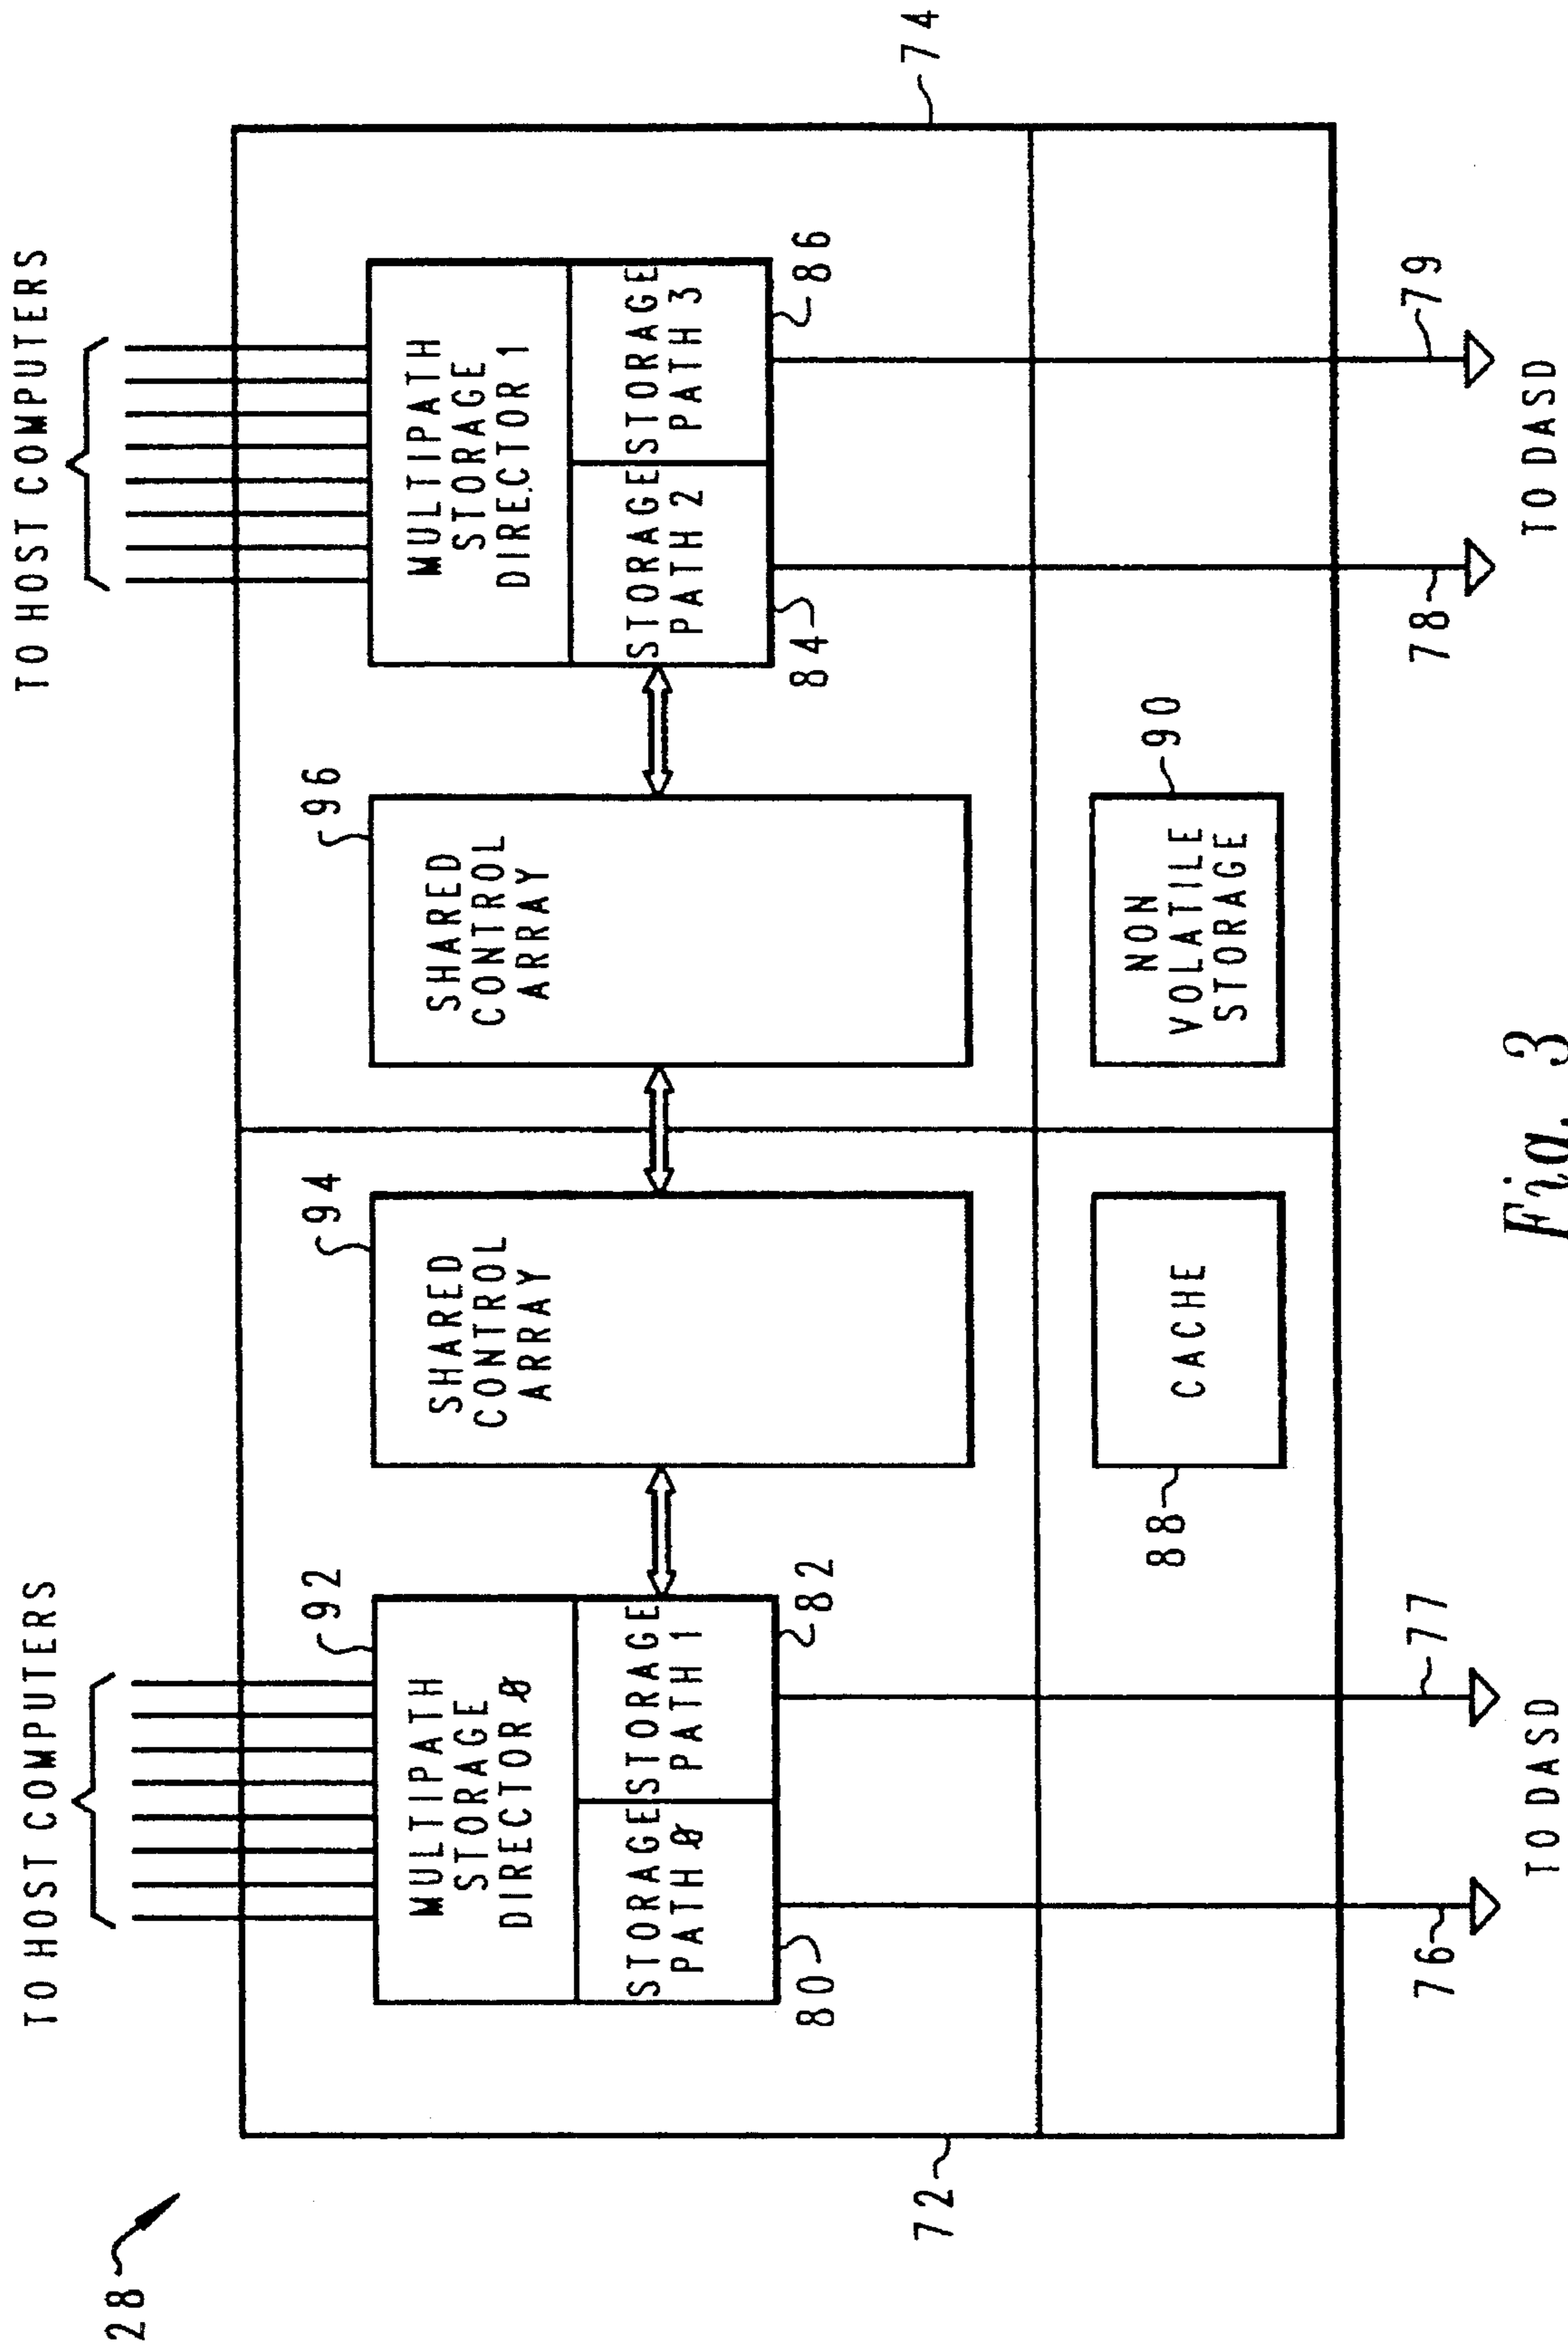 28
TO HOST COMPUTERS
TO HOST COMPUTERS
92
94
96
MULTIPATH
STORAGE
DIRECTOR 0
STORAGE
PATH 0
STORAGE
PATH 1
80
82
SHARED
CONTROL
ARRAY
SHARED
CONTROL
ARRAY
MULTIPATH
STORAGE
DIRECTOR 1
STORAGE
PATH 2
STORAGE
PATH 3
84
86
72
74
88
CACHE
NON
VOLATILE
STORAGE
90
76
77
78
79
TO DASD
TO DASD
Fig. 3